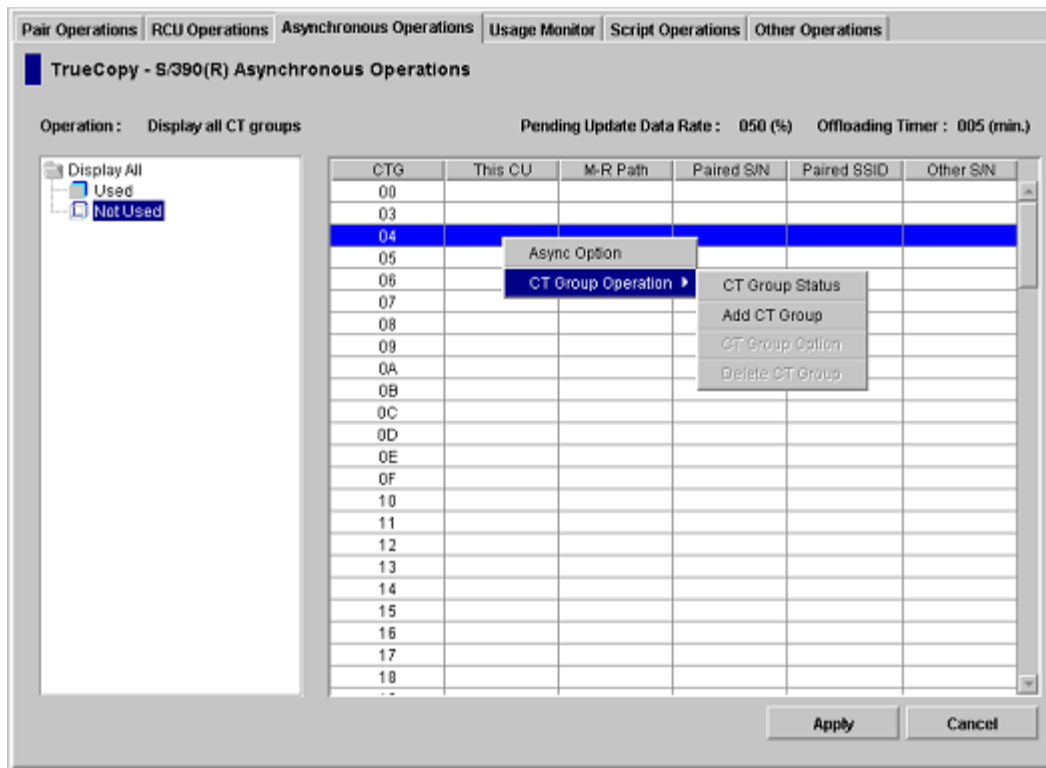 Pair Operations RCU Operations Asynchronous Operations Usage Monitor Script Operations Other Operations
TrueCopy - S/390(R) Asynchronous Operations
Operation : Display all CT groups Pending Update Data Rate : 050 (%) Offloading Timer : 005 (min.)
Display All
Used
Not Used
CTG This CU M-R Path Paired S/N Paired SSID Other S/N
00
03
04
05
06
07
08
09
0A
0B
0C
0D
0E
0F
10
11
12
13
14
15
16
17
18
Async Option
CT Group Operation
CT Group Status
Add CT Group
CT Group Option
Delete CT Group
Apply Cancel